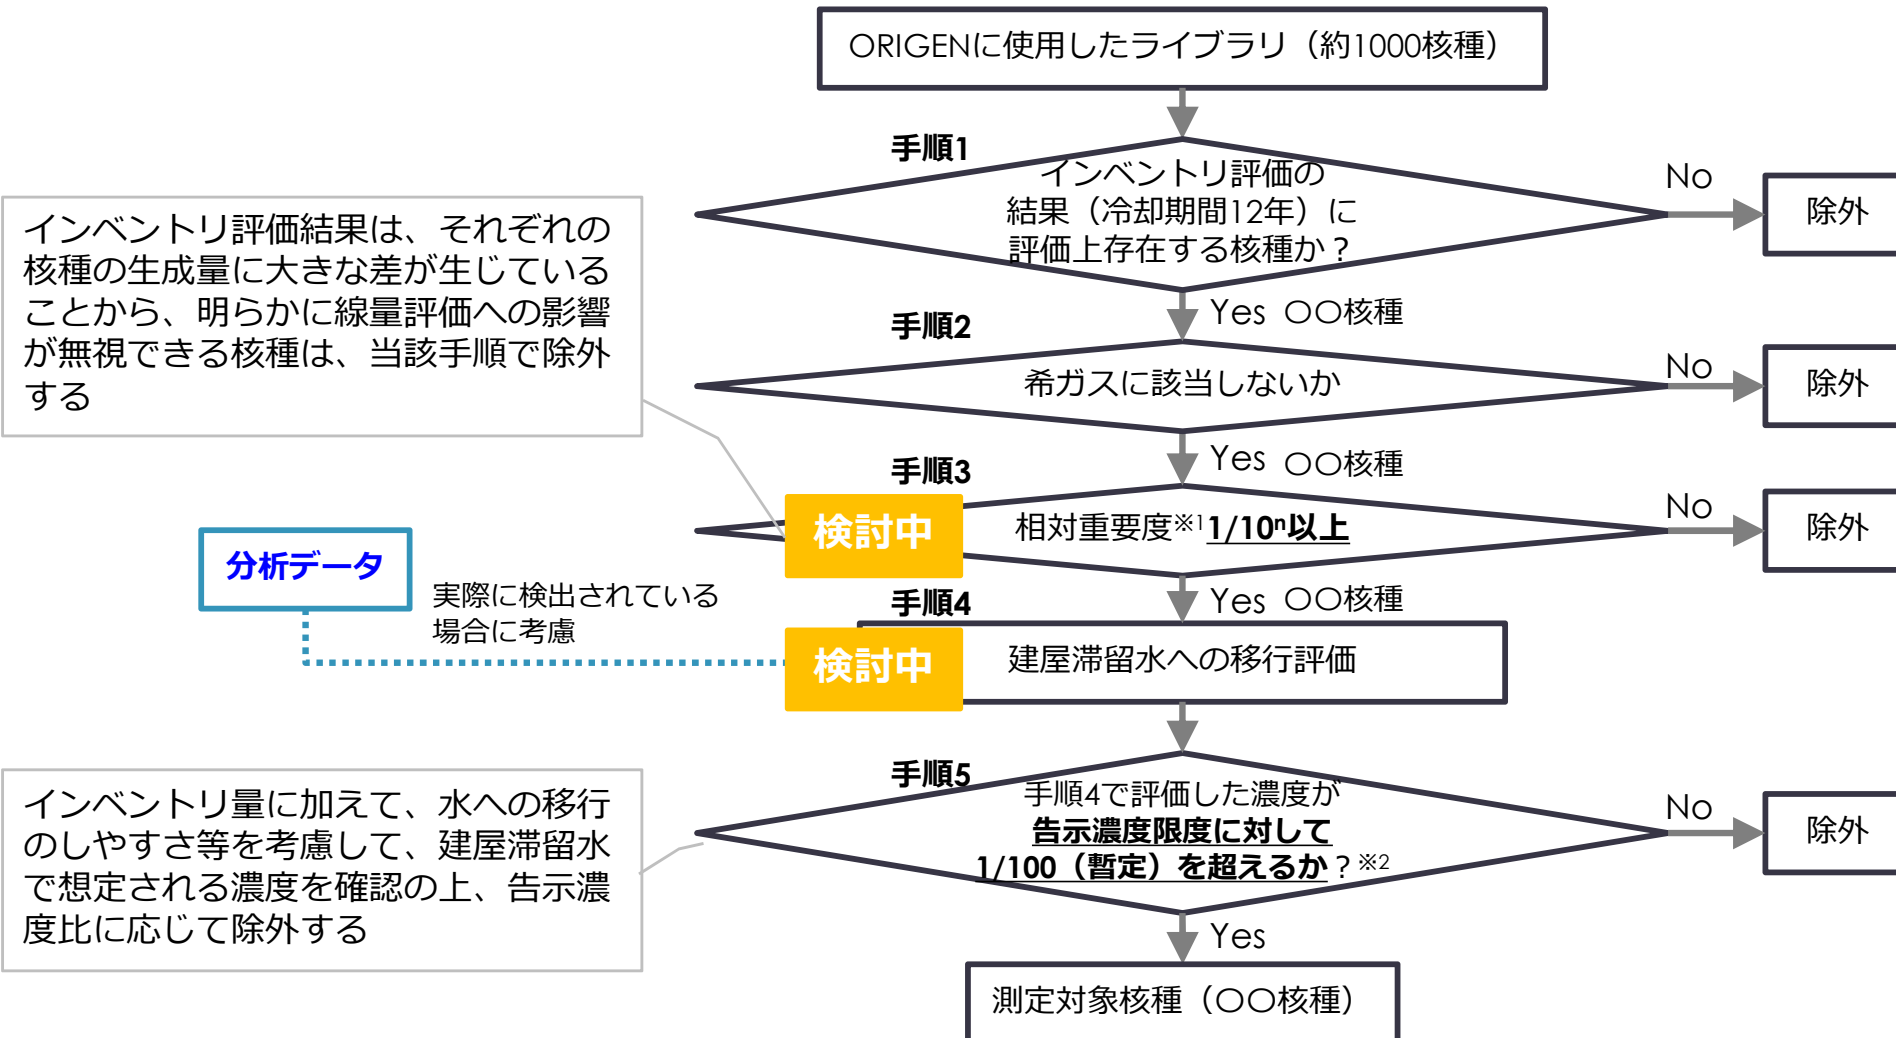 ORIGENに使用したライブラリ（約1000核種）
手順1
インベントリ評価の
結果（冷却期間12年）に
評価上存在する核種か？
No
除外
インベントリ評価結果は、それぞれの
核種の生成量に大きな差が生じている
ことから、明らかに線量評価への影響
が無視できる核種は、当該手順で除外
する
Yes 〇〇核種
手順2
希ガスに該当しないか
No
除外
Yes 〇〇核種
手順3
検討中
相対重要度※1 1/10ⁿ以上
No
除外
分析データ
実際に検出されている
場合に考慮
Yes 〇〇核種
手順4
検討中
建屋滞留水への移行評価
手順5
手順4で評価した濃度が
告示濃度限度に対して
1/100（暫定）を超えるか？※2
No
除外
インベントリ量に加えて、水への移行
のしやすさ等を考慮して、建屋滞留水
で想定される濃度を確認の上、告示濃
度比に応じて除外する
Yes
測定対象核種（〇〇核種）